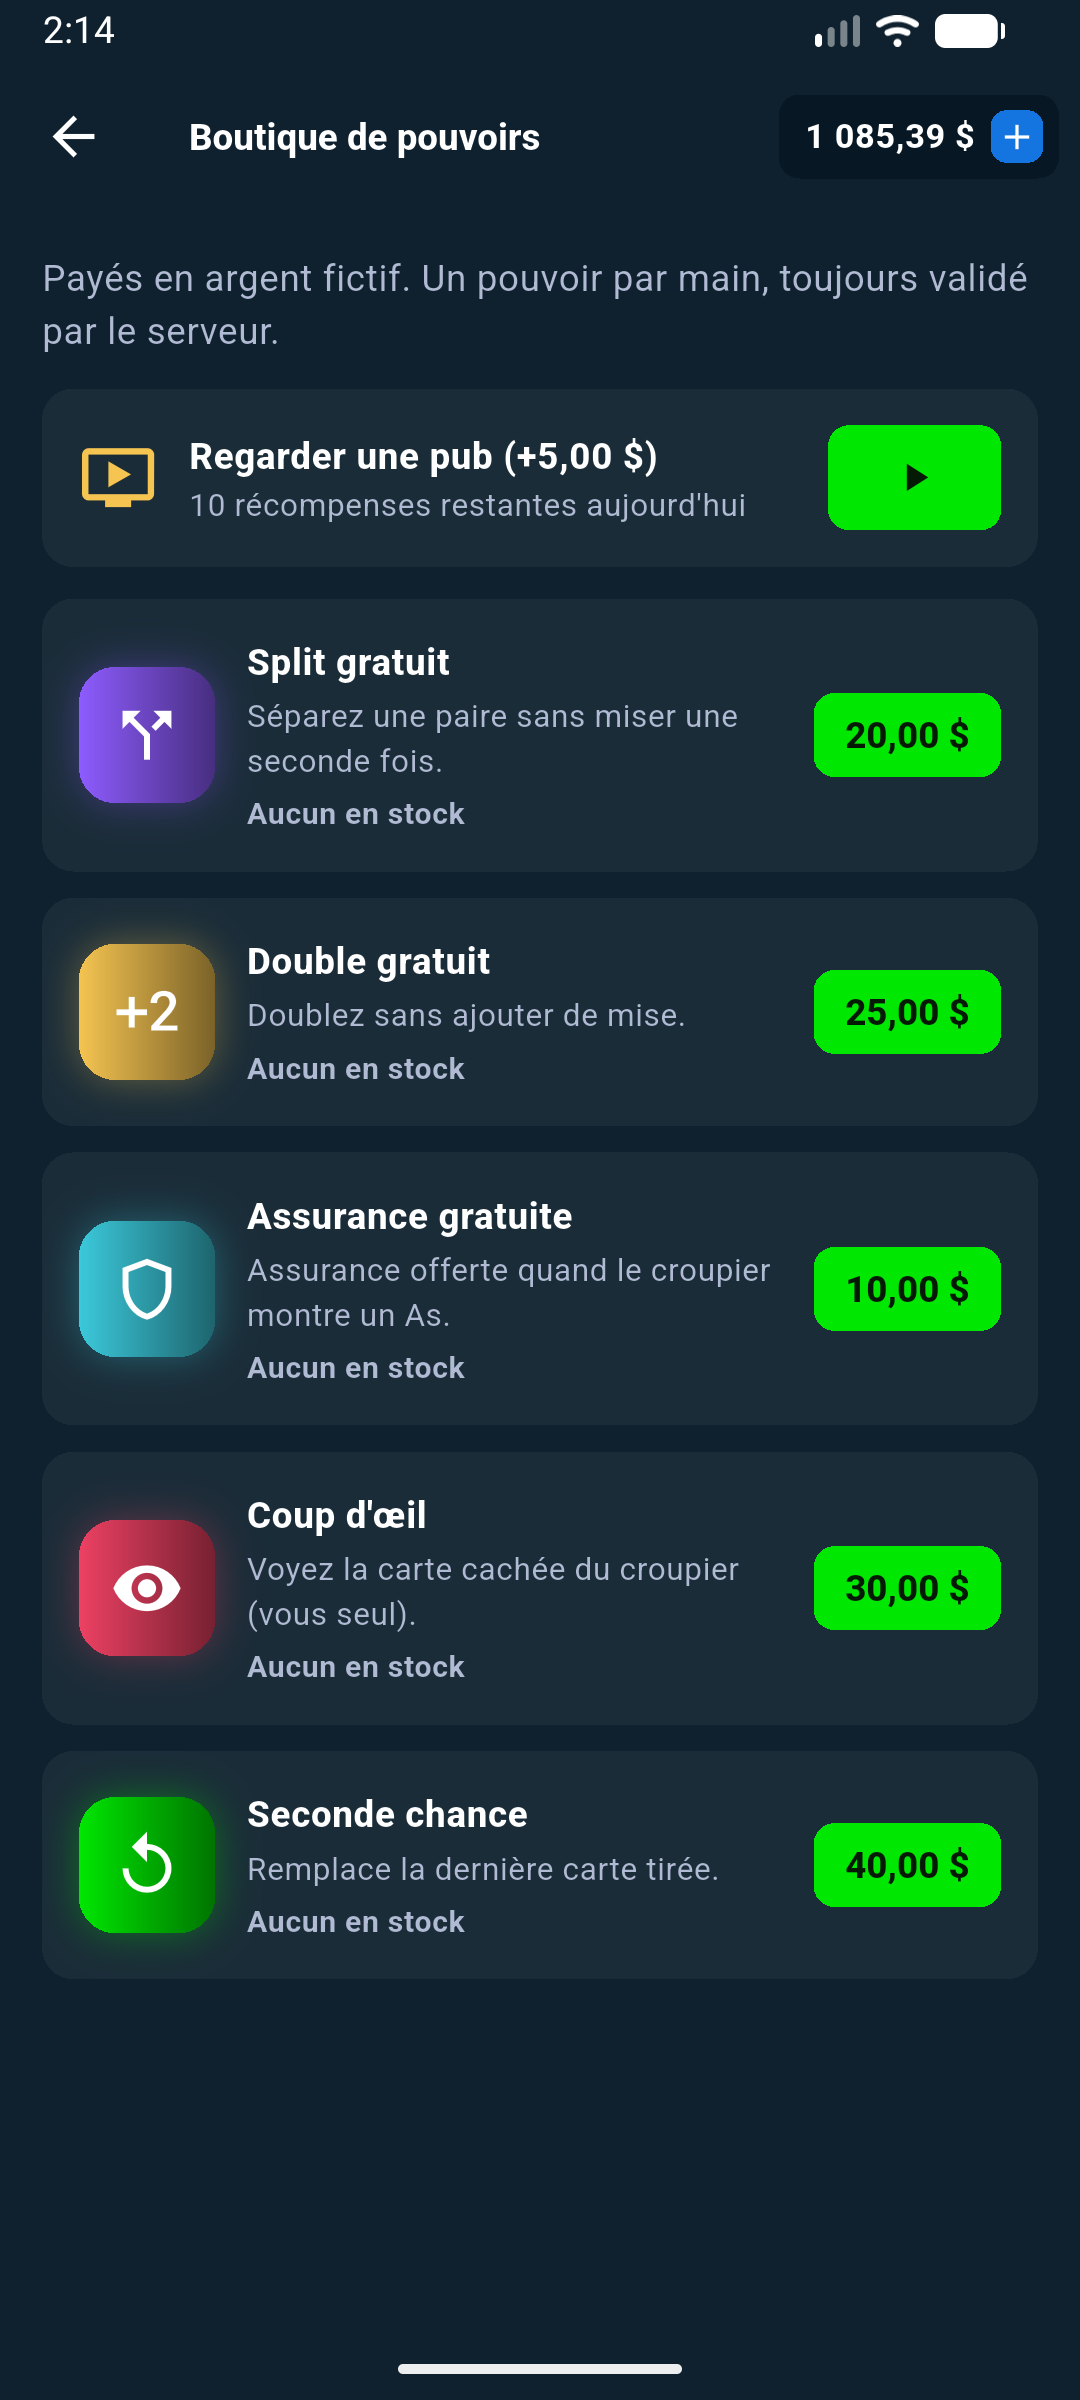 2:14
Boutique de pouvoirs
1 085,39 $
Payés en argent fictif. Un pouvoir par main, toujours validé
par le serveur.
Regarder une pub (+5,00 $)
10 récompenses restantes aujourd'hui
Split gratuit
Séparez une paire sans miser une
seconde fois.
Aucun en stock
20,00 $
+2
Double gratuit
Doublez sans ajouter de mise.
Aucun en stock
25,00 $
Assurance gratuite
Assurance offerte quand le croupier
montre un As.
Aucun en stock
10,00 $
Coup d'œil
Voyez la carte cachée du croupier
(vous seul).
Aucun en stock
30,00 $
Seconde chance
Remplace la dernière carte tirée.
Aucun en stock
40,00 $